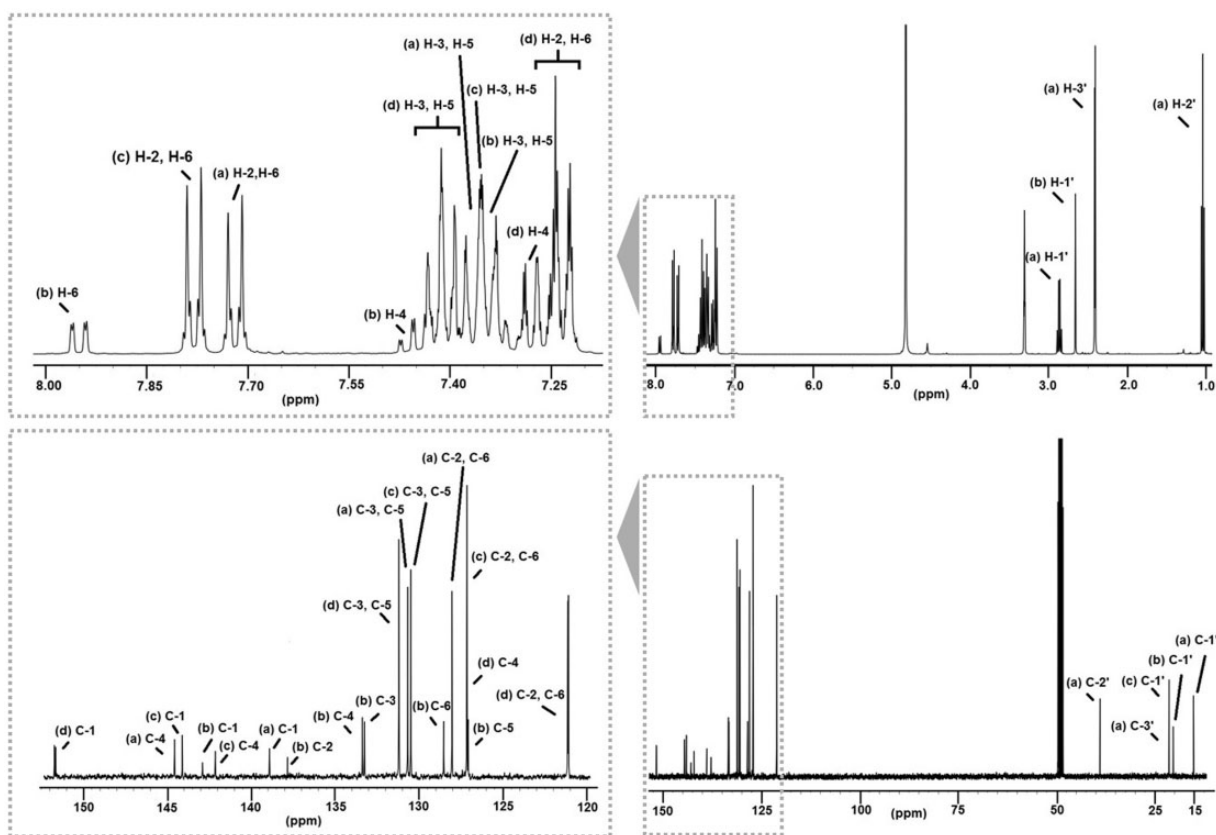 (a) H-3, H-5
(d) H-2, H-6
(c) H-3, H-5
(d) H-3, H-5
(b) H-3, H-5
(c) H-2, H-6
(a) H-2,H-6
(d) H-4
(b) H-6
(b) H-4
8.00 7.85 7.70 7.55 7.40 7.25
(ppm)
(a) H-3'
(a) H-2'
(b) H-1'
(a) H-1'
8.0 7.0 6.0 5.0 4.0 3.0 2.0 1.0
(ppm)
(a) C-2, C-6
(c) C-3, C-5
(a) C-3, C-5
(c) C-2, C-6
(d) C-3, C-5
(d) C-4
(d) C-2, C-6
(b) C-3
(b) C-4
(b) C-6
(b) C-5
(d) C-1
(c) C-1
(a) C-4
(b) C-1
(c) C-4
(a) C-1
(b) C-2
150 145 140 135 130 125 120
(ppm)
(a) C-1'
(b) C-1'
(c) C-1'
(a) C-2'
(a) C-3'
150 125 100 75 50 25 15
(ppm)